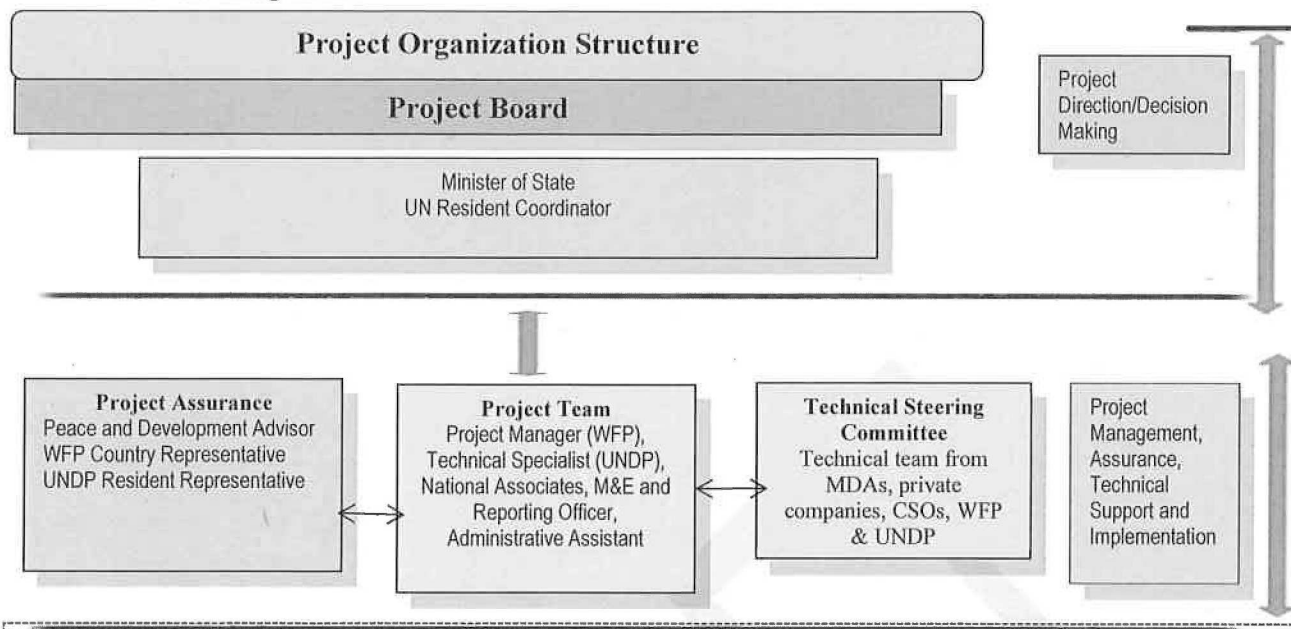 Project Organization Structure
Project Board
Project
Direction/Decision
Making
Minister of State
UN Resident Coordinator
Project Assurance
Peace and Development Advisor
WFP Country Representative
UNDP Resident Representative
Project Team
Project Manager (WFP),
Technical Specialist (UNDP),
National Associates, M&E and
Reporting Officer,
Administrative Assistant
Technical Steering
Committee
Technical team from
MDAs, private
companies, CSOs, WFP
& UNDP
Project
Management,
Assurance,
Technical
Support and
Implementation